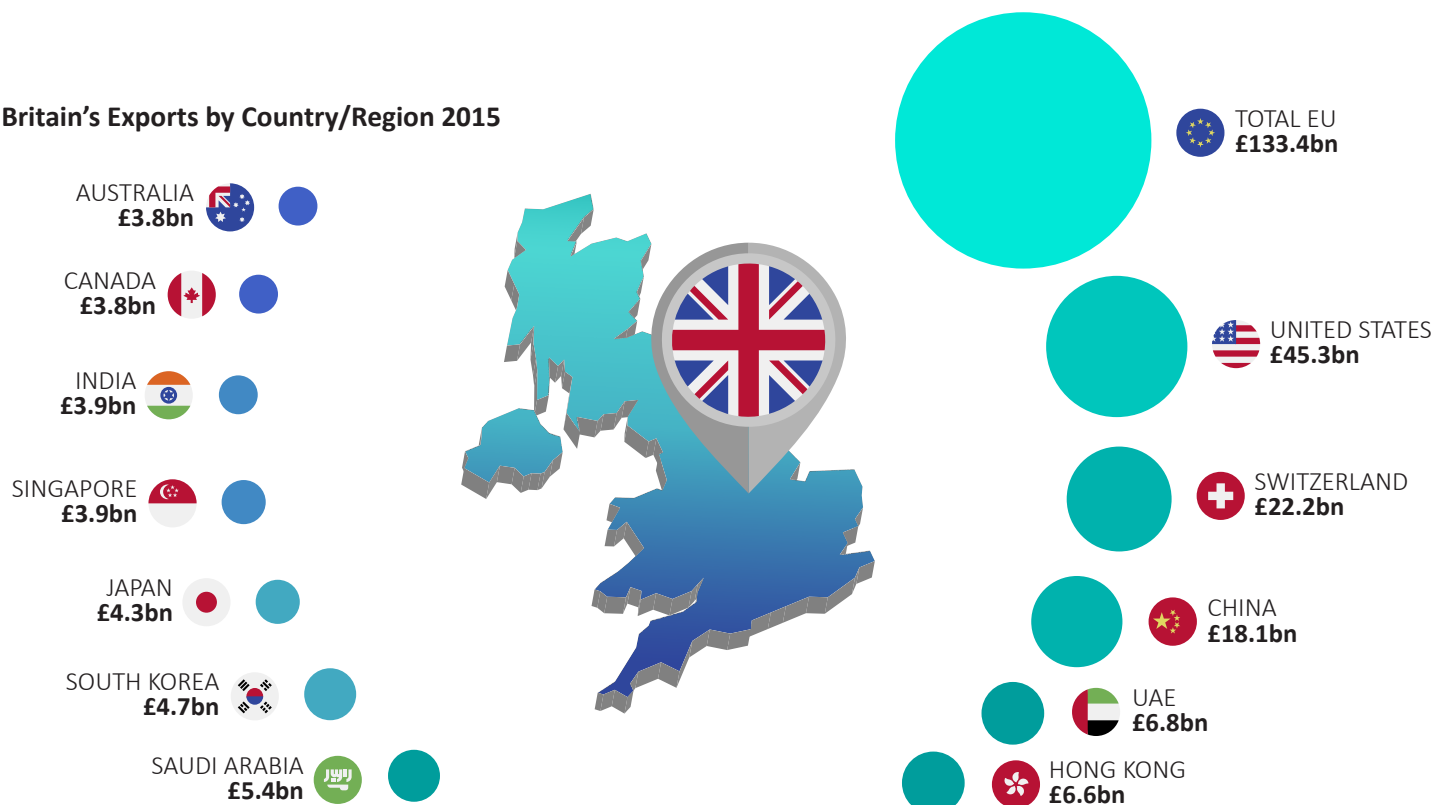 Britain’s Exports by Country/Region 2015
AUSTRALIA
£3.8bn
CANADA
£3.8bn
INDIA
£3.9bn
SINGAPORE
£3.9bn
JAPAN
£4.3bn
SOUTH KOREA
£4.7bn
SAUDI ARABIA
£5.4bn
TOTAL EU
£133.4bn
UNITED STATES
£45.3bn
SWITZERLAND
£22.2bn
CHINA
£18.1bn
UAE
£6.8bn
HONG KONG
£6.6bn